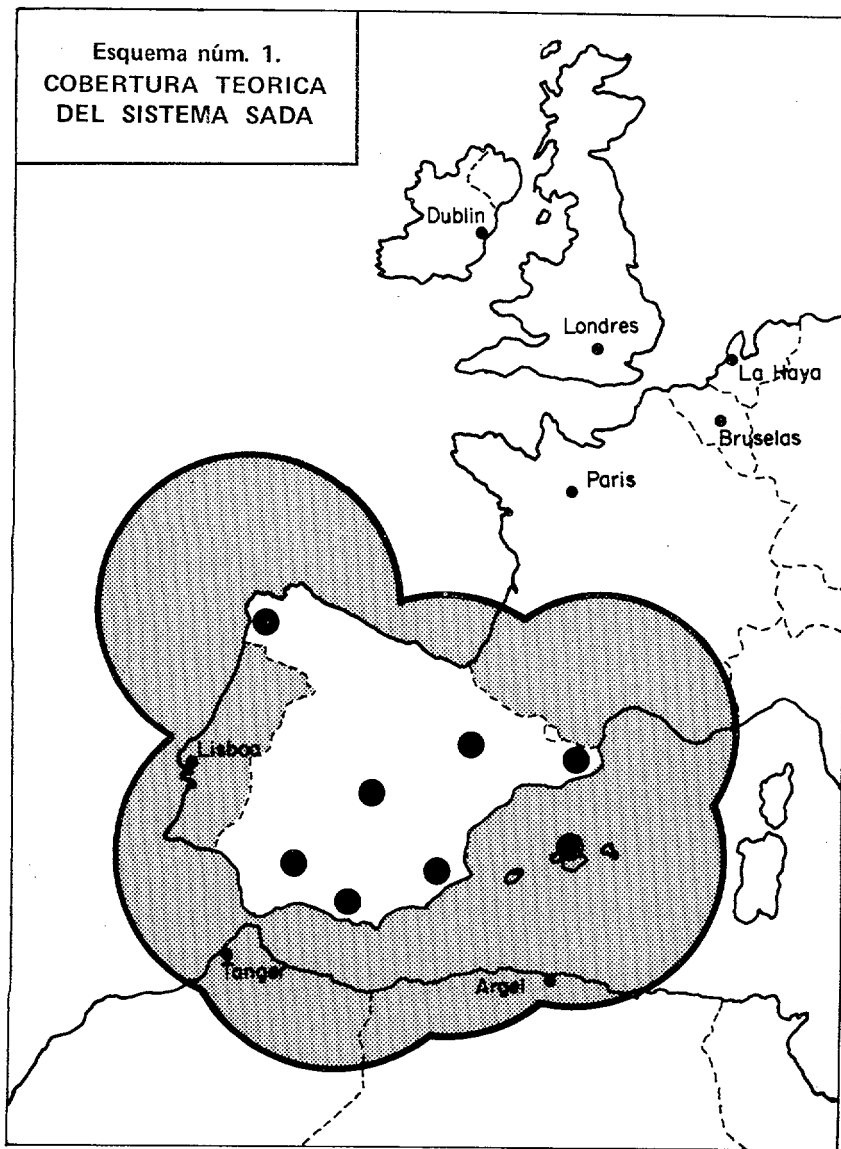 Esquema núm. 1.
COBERTURA TEORICA
DEL SISTEMA SADA
Dublin
Londres
La Haya
Bruselas
Paris
Lisboa
Tanger
Argel